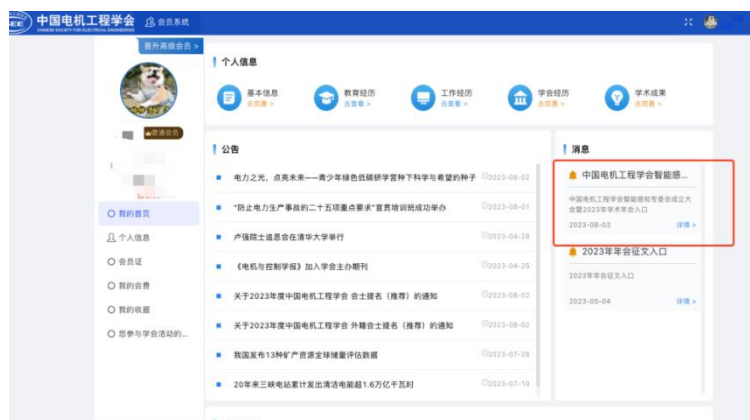 中国电机工程学会
CHINESE SOCIETY FOR ELECTRICAL ENGINEERING
会员系统
晋升高级会员 >
普通会员
我的首页
个人信息
会员证
我的会费
我的收据
您参与学会活动的...
个人信息
基本信息
去完善 >
教育经历
去查看 >
工作经历
去查看 >
学会经历
去完善 >
学术成果
去完善 >
公告
电力之光，点亮未来——青少年绿色低碳研学营种下科学与希望的种子 2023-08-02
"防止电力生产事故的二十五项重点要求"宣贯培训班成功举办 2023-08-01
卢强院士追思会在清华大学举行 2023-04-28
《电机与控制学报》加入学会主办期刊 2023-04-25
关于2023年度中国电机工程学会 会士提名（推荐）的通知 2023-08-02
关于2023年度中国电机工程学会 外籍会士提名（推荐）的通知 2023-08-02
我国发布13种矿产资源全球储量评估数据 2023-07-28
20年来三峡电站累计发出清洁电能超1.6万亿千瓦时 2023-07-10
消息
中国电机工程学会智能感...
中国电机工程学会智能感知专委会成立大
会暨2023年学术年会入口
2023-08-03 详情 >
2023年年会征文入口
2023年年会征文入口
2023-05-04 详情 >